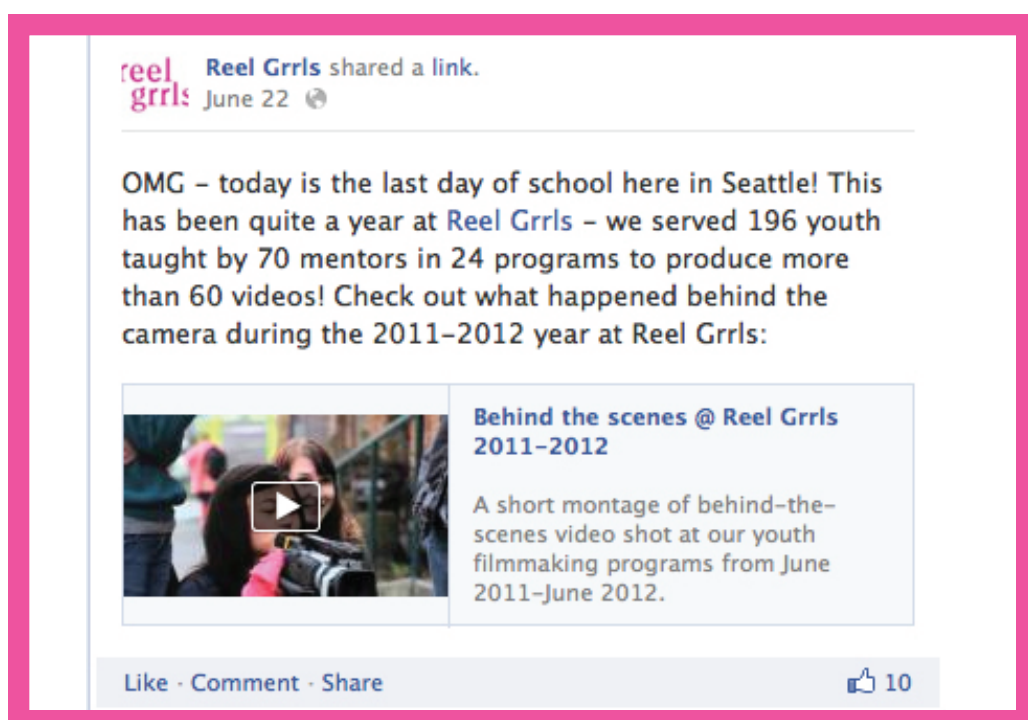 reel
grrls
Reel Grrls shared a link.
June 22
OMG – today is the last day of school here in Seattle! This
has been quite a year at Reel Grrls – we served 196 youth
taught by 70 mentors in 24 programs to produce more
than 60 videos! Check out what happened behind the
camera during the 2011–2012 year at Reel Grrls:
Behind the scenes @ Reel Grrls
2011–2012
A short montage of behind–the–
scenes video shot at our youth
filmmaking programs from June
2011–June 2012.
Like · Comment · Share 10